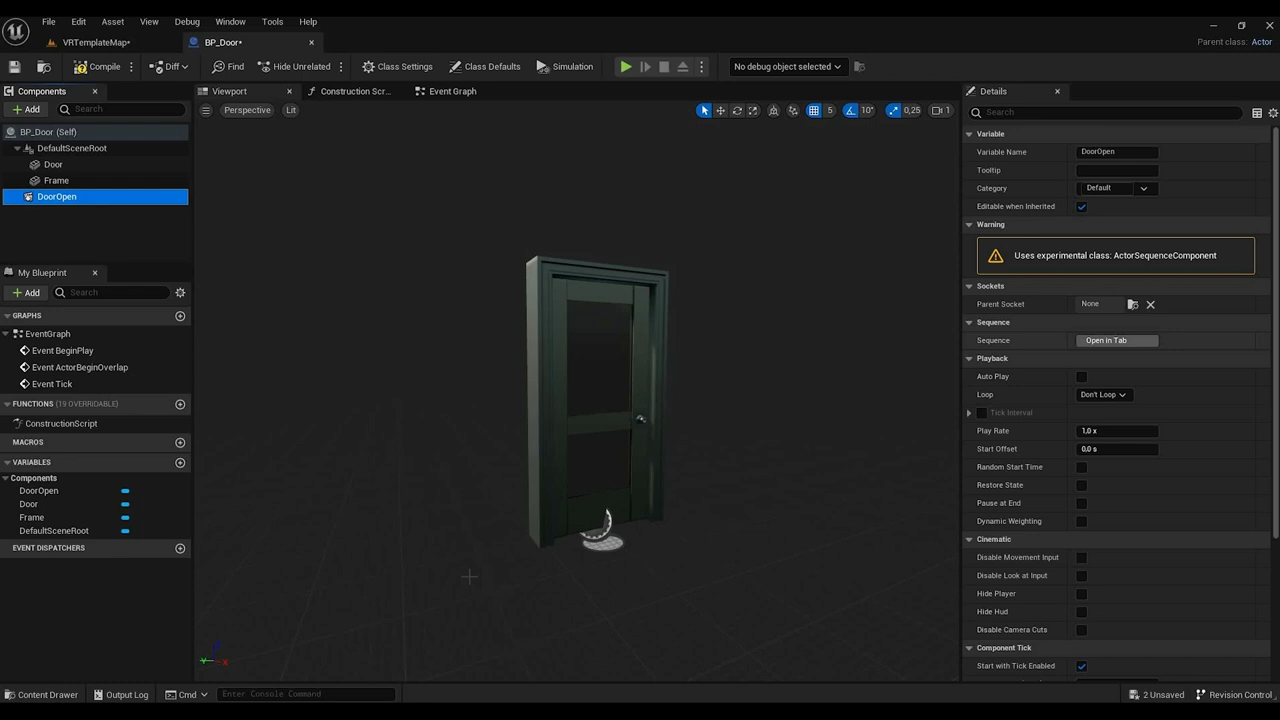 File Edit Asset View Debug Window Tools Help
VRTemplateMap* BP_Door* Parent class: Actor
Compile Diff Find Hide Unrelated Class Settings Class Defaults Simulation No debug object selected
Components
Add Search
BP_Door (Self)
DefaultSceneRoot
Door
Frame
DoorOpen
My Blueprint
Add Search
GRAPHS
EventGraph
Event BeginPlay
Event ActorBeginOverlap
Event Tick
FUNCTIONS (19 OVERRIDABLE)
ConstructionScript
MACROS
VARIABLES
Components
DoorOpen
Door
Frame
DefaultSceneRoot
EVENT DISPATCHERS
Viewport Construction Scr... Event Graph
Perspective Lit 5 10° 0,25 1
Details
Search
Variable
Variable Name DoorOpen
Tooltip
Category Default
Editable when Inherited
Warning
Uses experimental class: ActorSequenceComponent
Sockets
Parent Socket None
Sequence
Sequence Open in Tab
Playback
Auto Play
Loop Don't Loop
Tick Interval
Play Rate 1,0 x
Start Offset 0,0 s
Random Start Time
Restore State
Pause at End
Dynamic Weighting
Cinematic
Disable Movement Input
Disable Look at Input
Hide Player
Hide Hud
Disable Camera Cuts
Component Tick
Start with Tick Enabled
Content Drawer Output Log Cmd Enter Console Command 2 Unsaved Revision Control